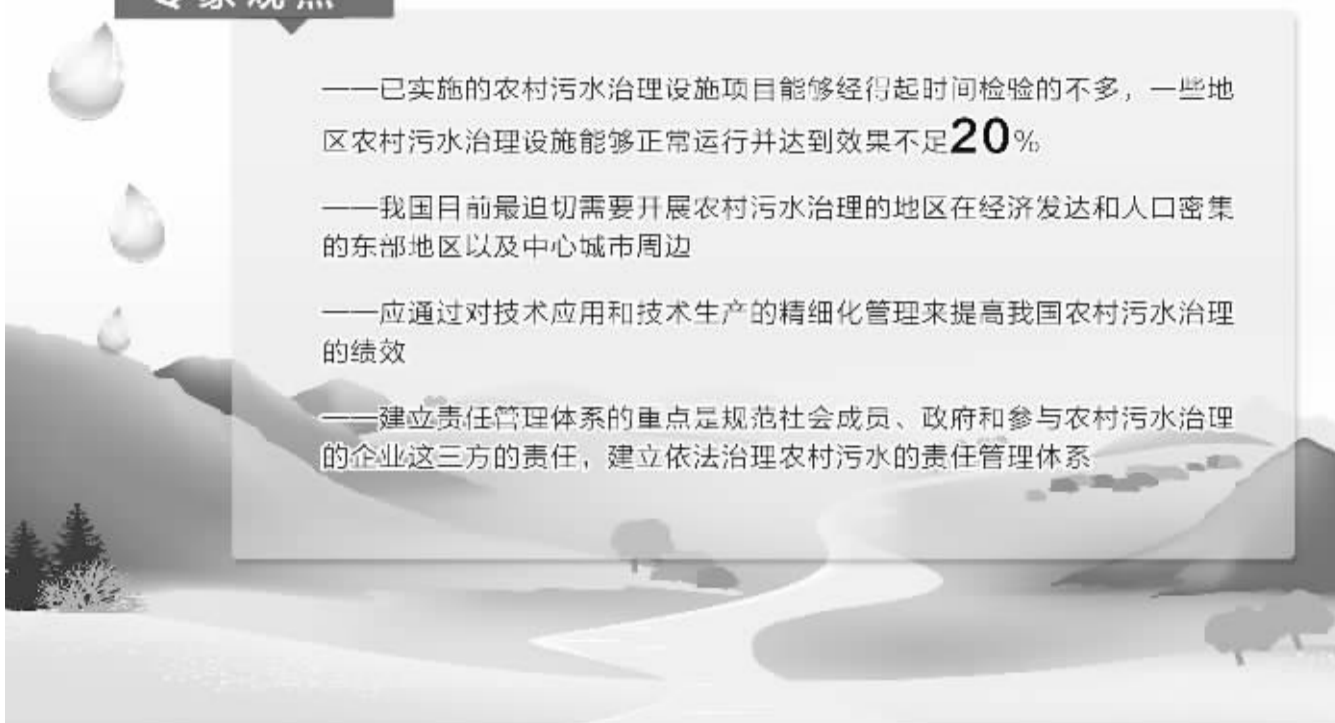 专家观点
——已实施的农村污水治理设施项目能够经得起时间检验的不多，一些地
区农村污水治理设施能够正常运行并达到效果不足20%
——我国目前最迫切需要开展农村污水治理的地区在经济发达和人口密集
的东部地区以及中心城市周边
——应通过对技术应用和技术生产的精细化管理来提高我国农村污水治理
的绩效
——建立责任管理体系的重点是规范社会成员、政府和参与农村污水治理
的企业这三方的责任，建立依法治理农村污水的责任管理体系